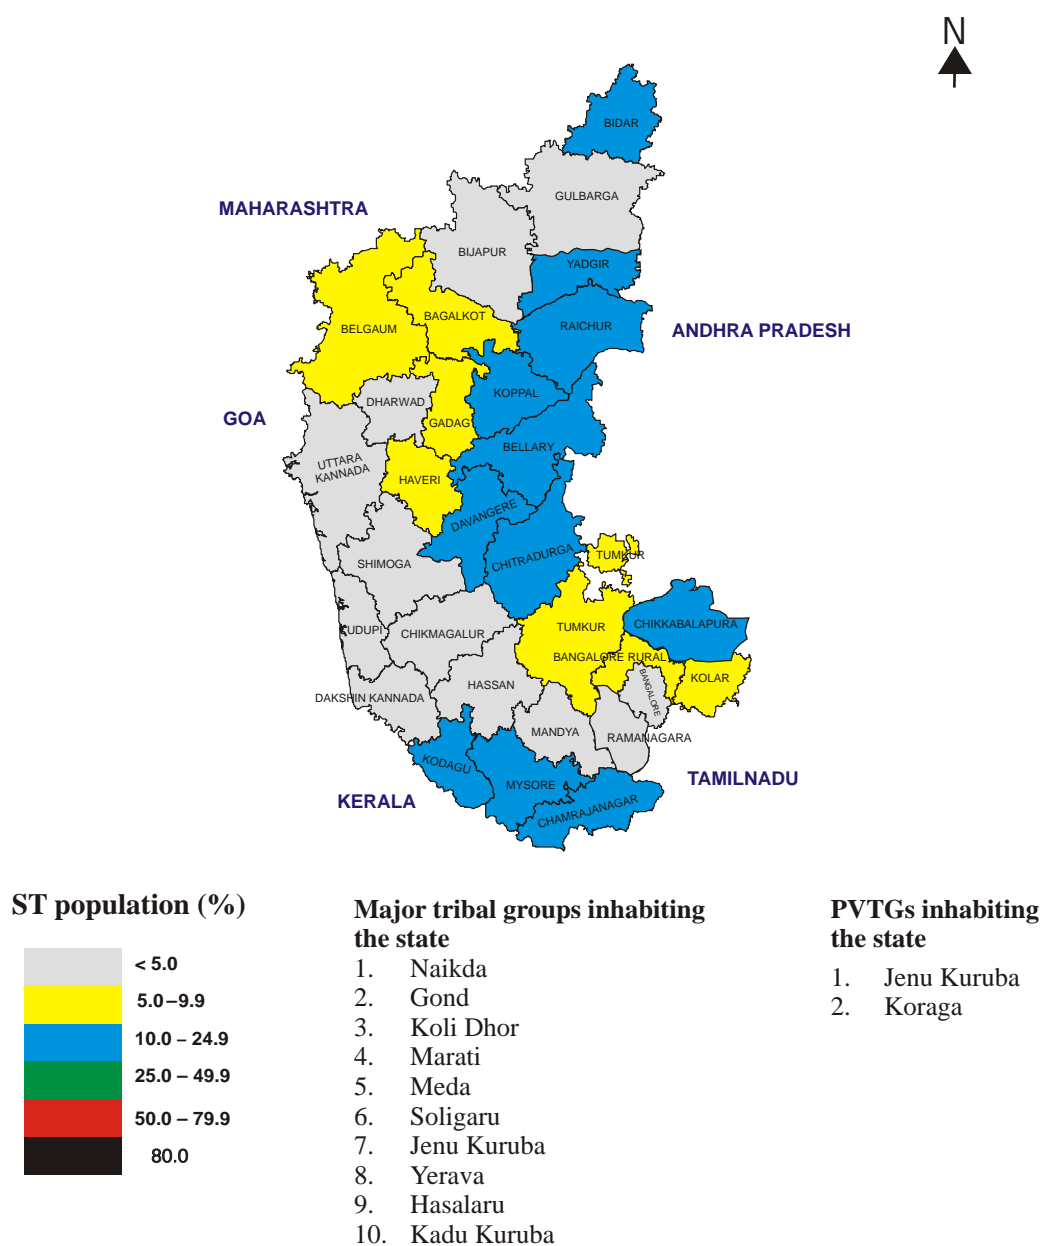 N
BIDAR
GULBARGA
MAHARASHTRA
BIJAPUR
YADGIR
BAGALKOT
BELGAUM
RAICHUR
ANDHRA PRADESH
KOPPAL
DHARWAD
GOA
GADAG
BELLARY
UTTARA
KANNADA
HAVERI
DAVANGERE
CHITRADURGA
TUMKUR
SHIMOGA
TUMKUR
CHIKKABALAPURA
UDUPI
CHIKMAGALUR
BANGALORE RURAL
KOLAR
HASSAN
BANGALORE
DAKSHIN KANNADA
MANDYA
RAMANAGARA
KODAGU
TAMILNADU
MYSORE
KERALA
CHAMRAJANAGAR
ST population (%)
< 5.0
5.0–9.9
10.0 – 24.9
25.0 – 49.9
50.0 – 79.9
80.0
Major tribal groups inhabiting
the state
1. Naikda
2. Gond
3. Koli Dhor
4. Marati
5. Meda
6. Soligaru
7. Jenu Kuruba
8. Yerava
9. Hasalaru
10. Kadu Kuruba
PVTGs inhabiting
the state
1. Jenu Kuruba
2. Koraga